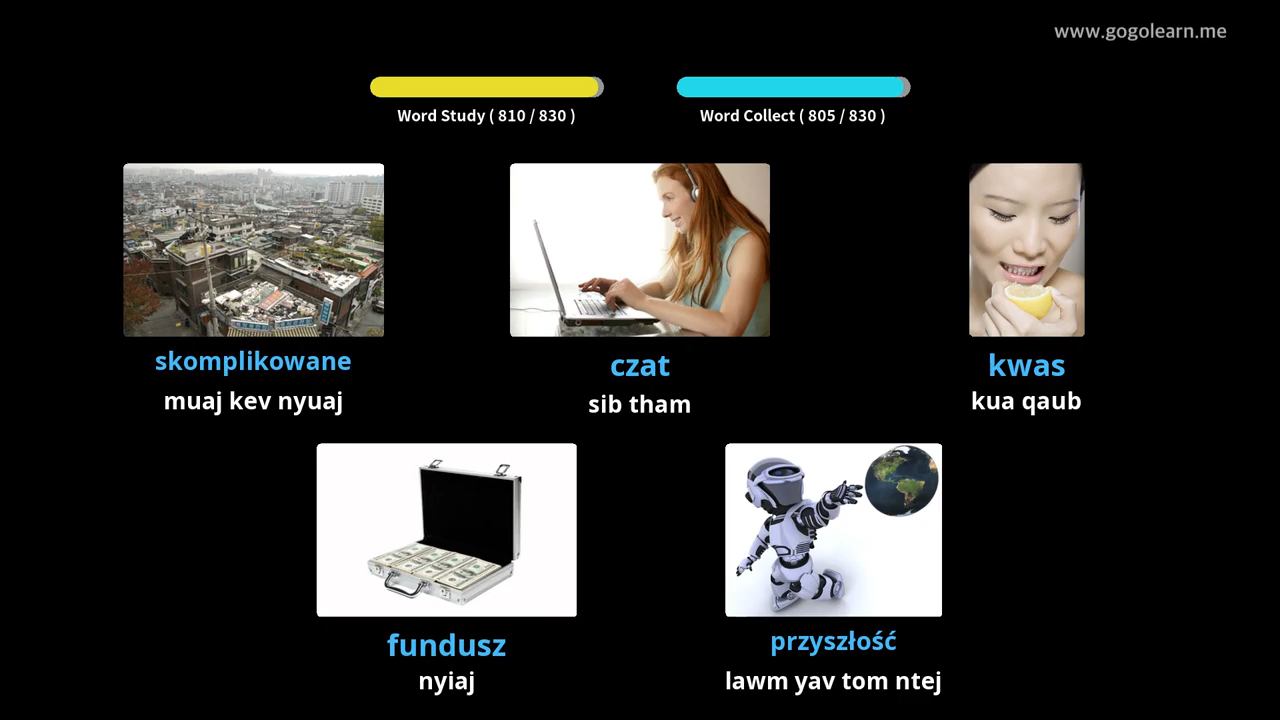 www.gogolearn.me
Word Study ( 810 / 830 )
Word Collect ( 805 / 830 )
skomplikowane
muaj kev nyuaj
czat
sib tham
kwas
kua qaub
fundusz
nyiaj
przyszłość
lawm yav tom ntej